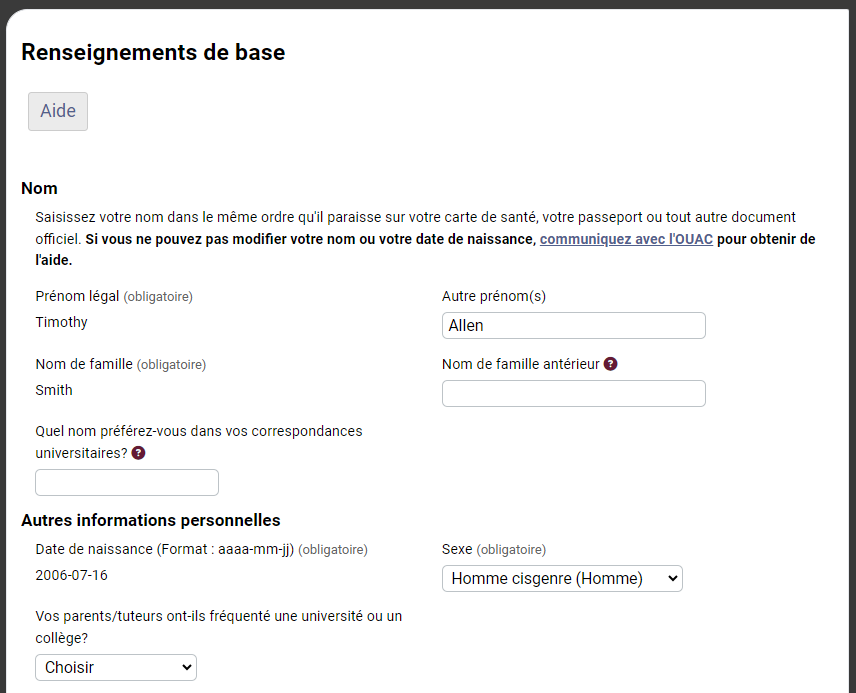 Renseignements de base
Aide
Nom
Saisissez votre nom dans le même ordre qu'il paraisse sur votre carte de santé, votre passeport ou tout autre document
officiel. Si vous ne pouvez pas modifier votre nom ou votre date de naissance, communiquez avec l'OUAC pour obtenir de
l'aide.
Prénom légal (obligatoire)
Autre prénom(s)
Timothy
Allen
Nom de famille (obligatoire)
Nom de famille antérieur ?
Smith
Quel nom préférez-vous dans vos correspondances
universitaires? ?
Autres informations personnelles
Date de naissance (Format : aaaa-mm-jj) (obligatoire)
Sexe (obligatoire)
2006-07-16
Homme cisgenre (Homme)
Vos parents/tuteurs ont-ils fréquenté une université ou un
collège?
Choisir